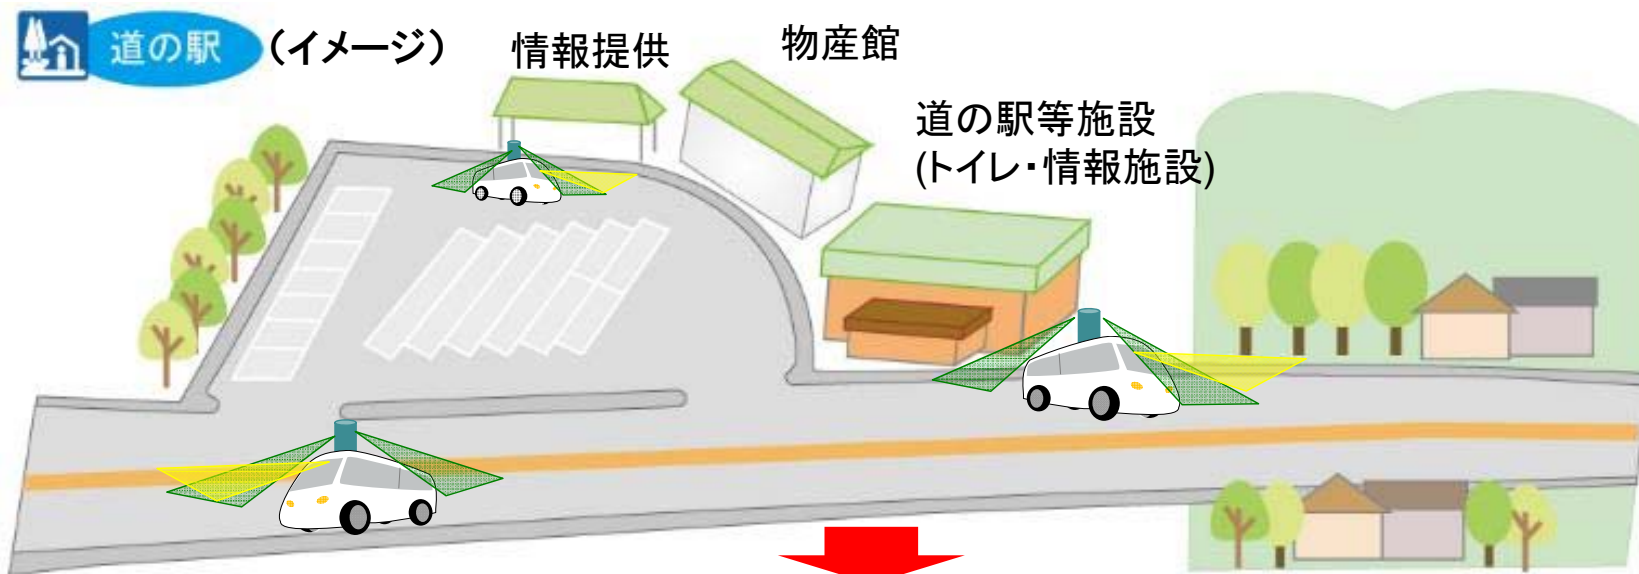 道の駅 （イメージ）
情報提供
物産館
道の駅等施設
(トイレ・情報施設)